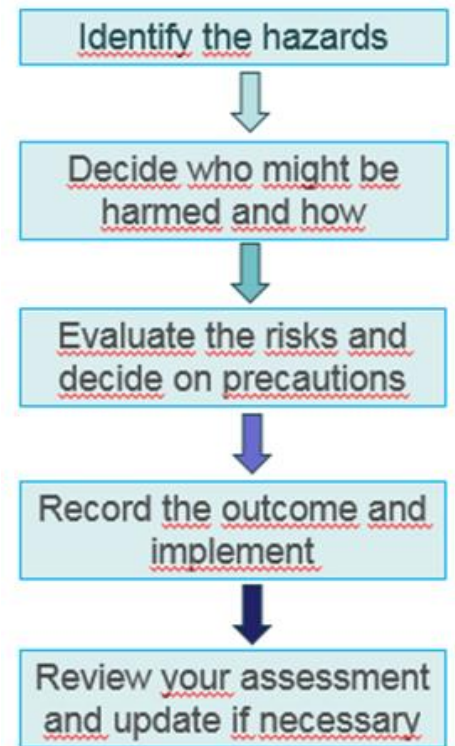 Identify the hazards
Decide who might be
harmed and how
Evaluate the risks and
decide on precautions
Record the outcome and
implement
Review your assessment
and update if necessary